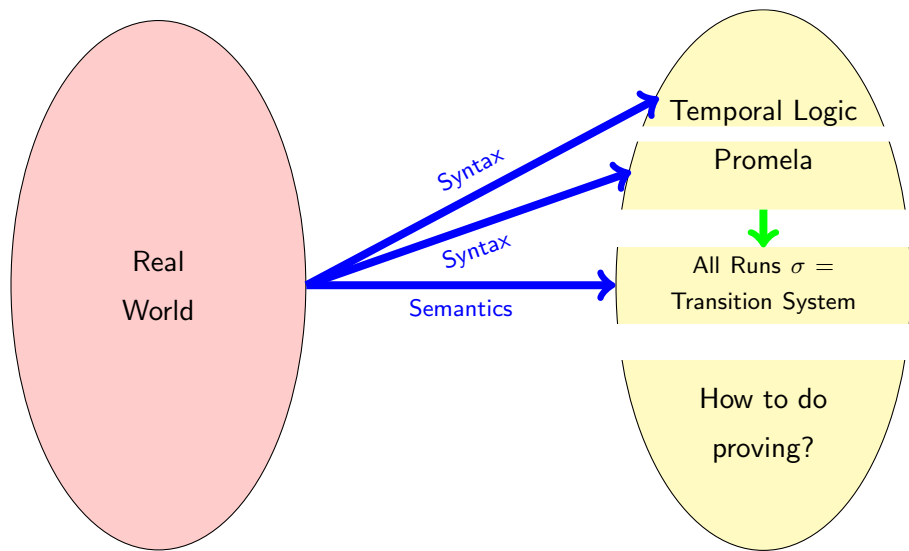 Real
World
Syntax
Syntax
Semantics
Temporal Logic
Promela
All Runs σ =
Transition System
How to do
proving?